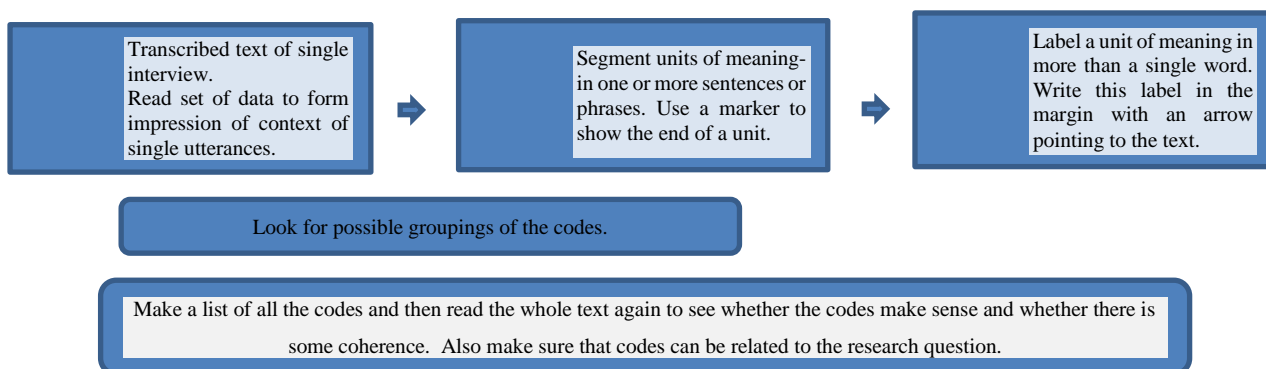 Transcribed text of single
interview.
Read set of data to form
impression of context of
single utterances.
Segment units of meaning-
in one or more sentences or
phrases. Use a marker to
show the end of a unit.
Label a unit of meaning in
more than a single word.
Write this label in the
margin with an arrow
pointing to the text.
Look for possible groupings of the codes.
Make a list of all the codes and then read the whole text again to see whether the codes make sense and whether there is
some coherence. Also make sure that codes can be related to the research question.